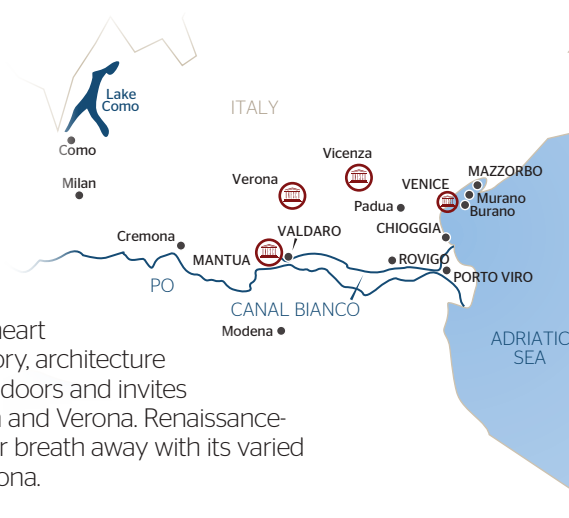 Lake
Como
ITALY
Como
Vicenza
MAZZORBO
Milan
Verona
VENICE
Murano
Padua
Burano
CHIOGGIA
VALDARO
Cremona
MANTUA
ROVIGO
PORTO VIRO
PO
CANAL BIANCO
Modena
ADRIATIC
SEA
heart
ory, architecture
doors and invites
and Verona. Renaissance-
r breath away with its varied
ona.